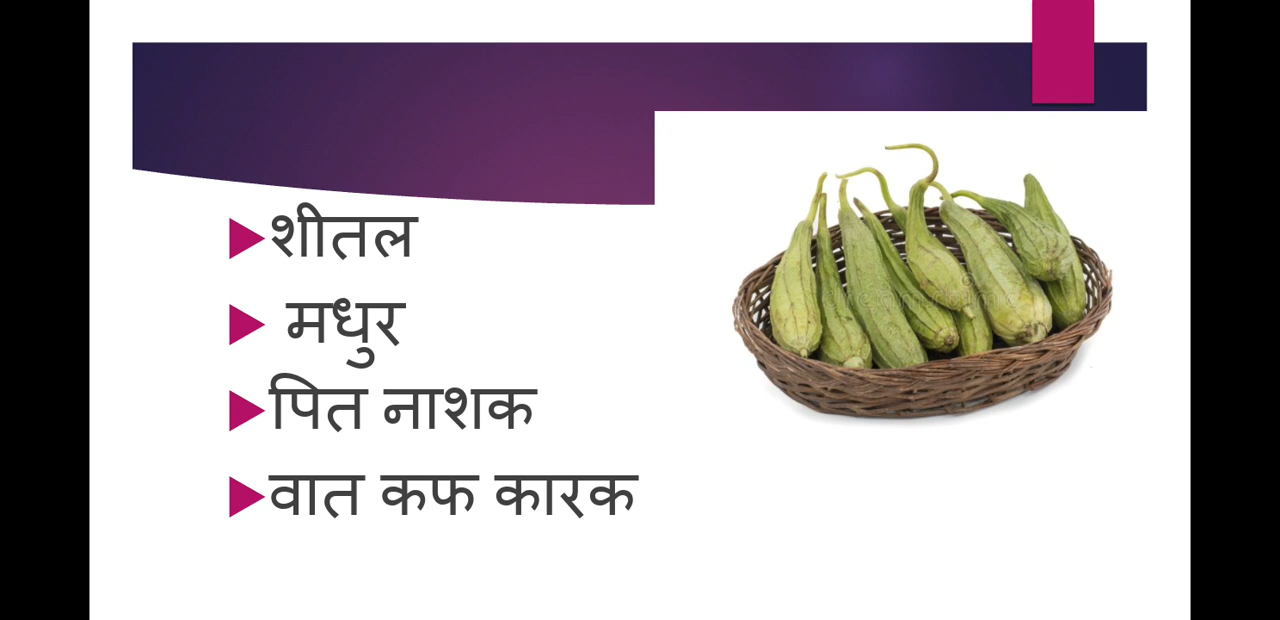 शीतल
मधुर
पित नाशक
वात कफ कारक